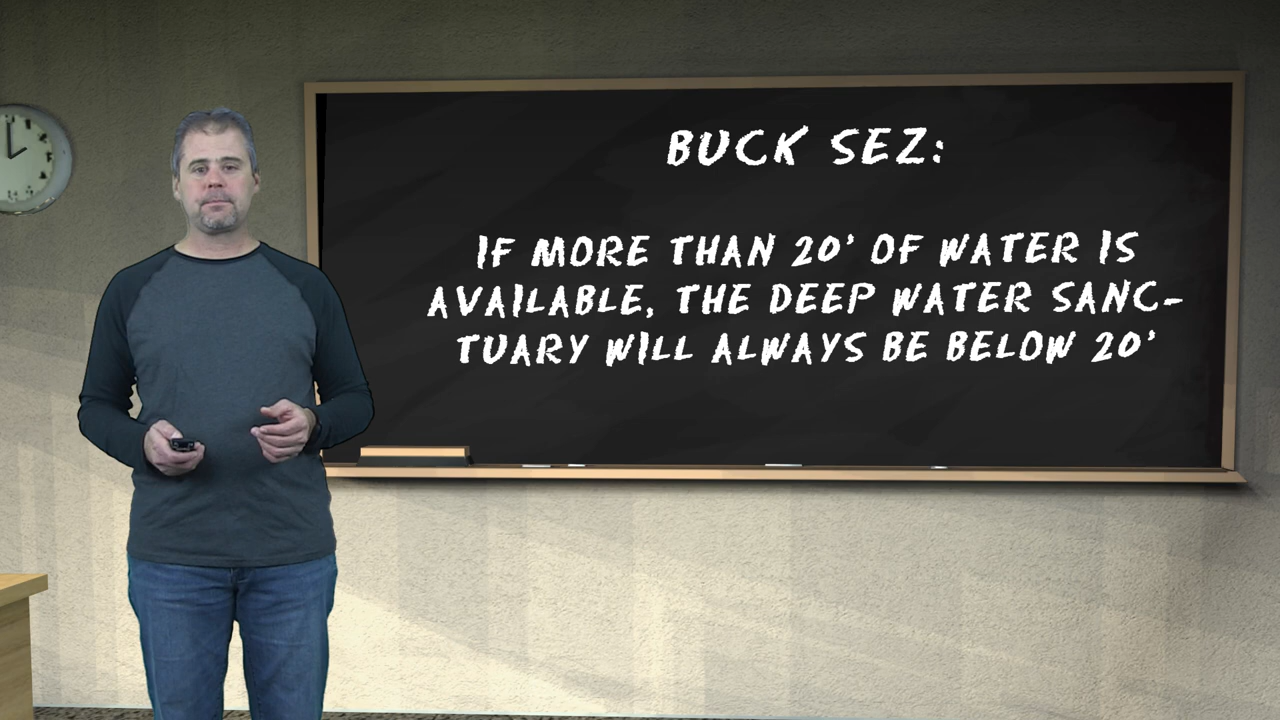 BUCK SEZ:
IF MORE THAN 20' OF WATER IS
AVAILABLE, THE DEEP WATER SANC-
TUARY WILL ALWAYS BE BELOW 20'